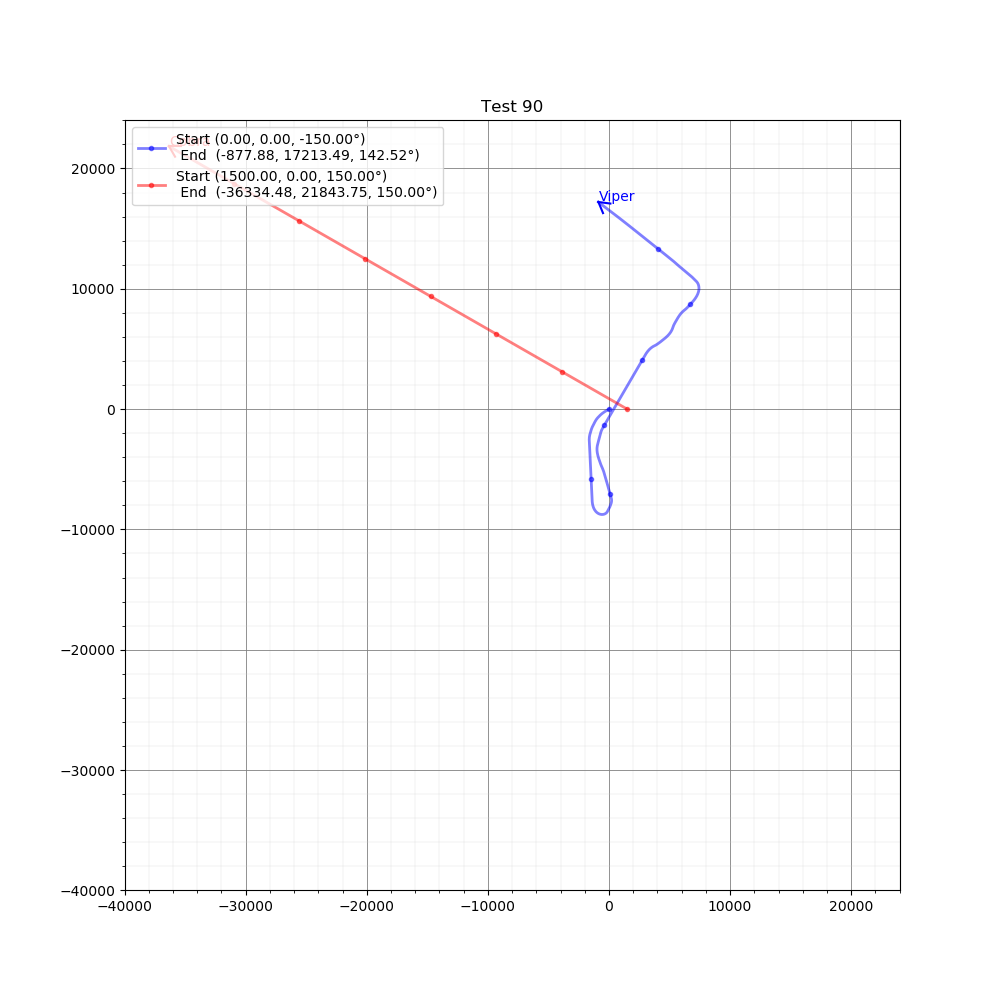 Test 90
Start (0.00, 0.00, -150.00°)
End (-877.88, 17213.49, 142.52°)
Start (1500.00, 0.00, 150.00°)
End (-36334.48, 21843.75, 150.00°)
Viper
20000
10000
0
−10000
−20000
−30000
−40000
−40000 −30000 −20000 −10000 0 10000 20000